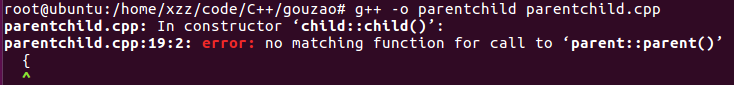 root@ubuntu:/home/xzz/code/C++/gouzao# g++ -o parentchild parentchild.cpp
parentchild.cpp: In constructor ‘child::child()’:
parentchild.cpp:19:2: error: no matching function for call to ‘parent::parent()’
{
^